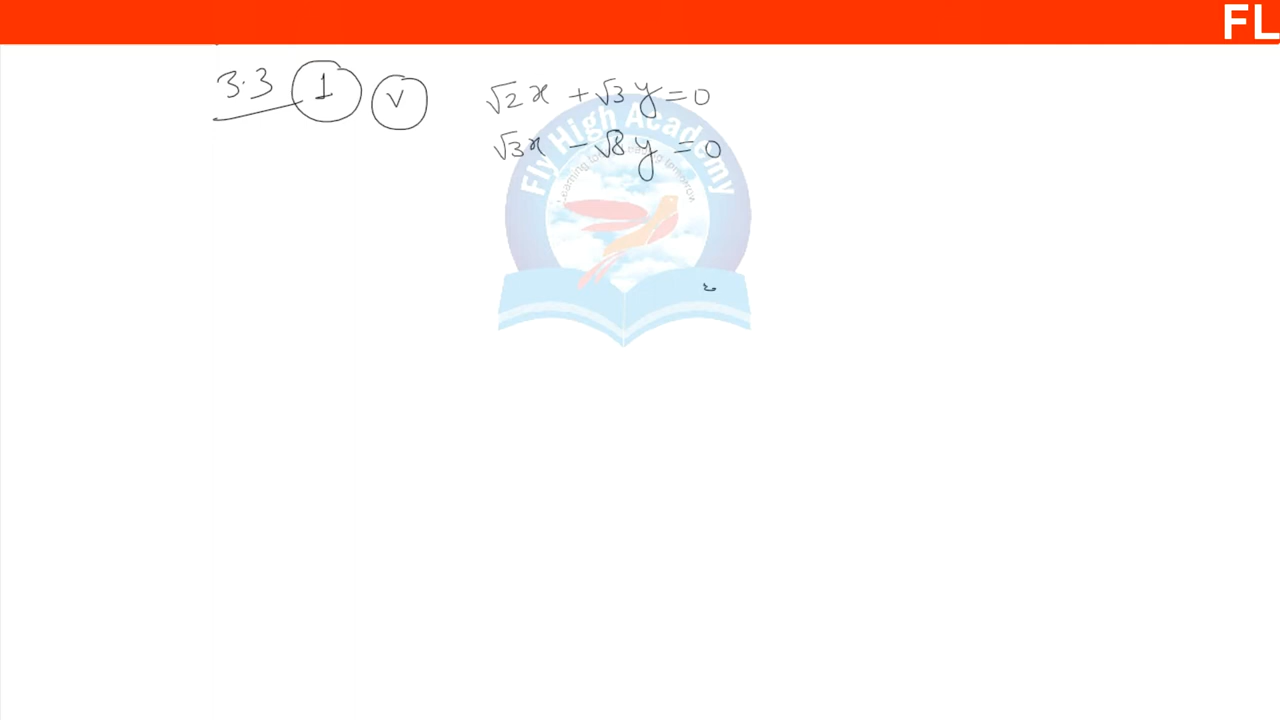 FL
3.3 1 v √2x + √3y = 0
√3x - √8y = 0
Fly High Academy